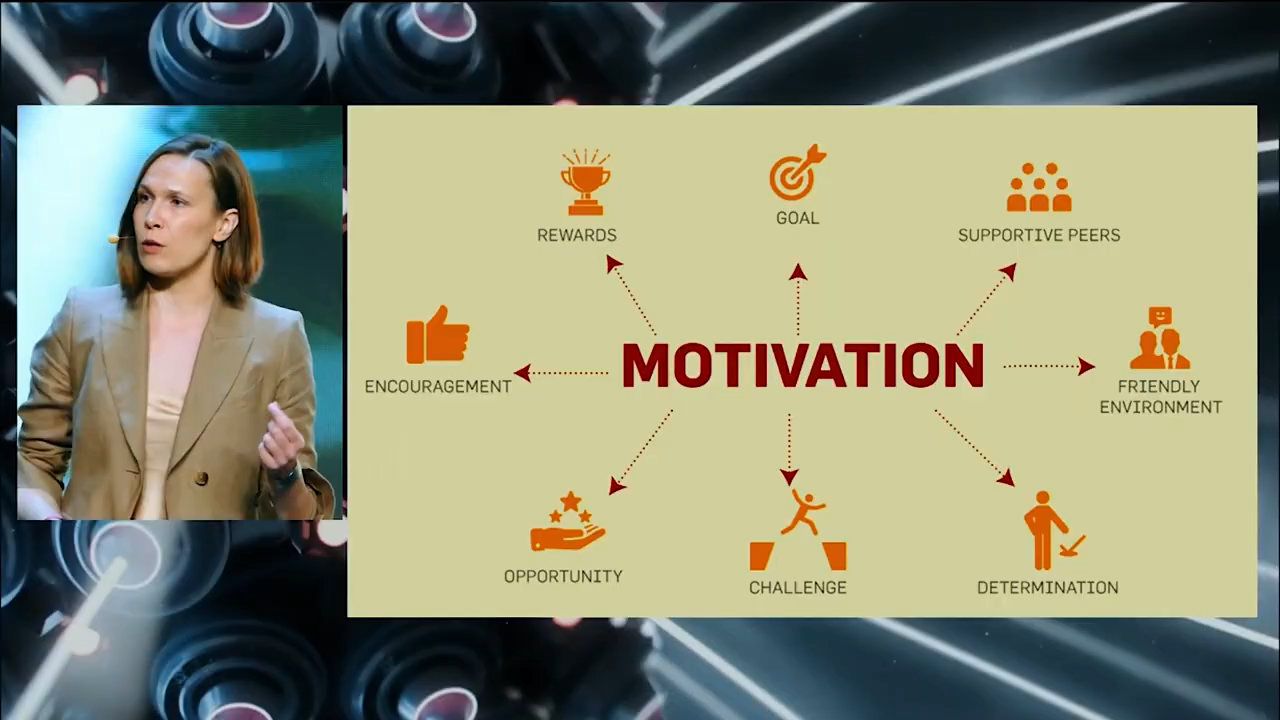 REWARDS
GOAL
SUPPORTIVE PEERS
ENCOURAGEMENT
MOTIVATION
FRIENDLY
ENVIRONMENT
OPPORTUNITY
CHALLENGE
DETERMINATION